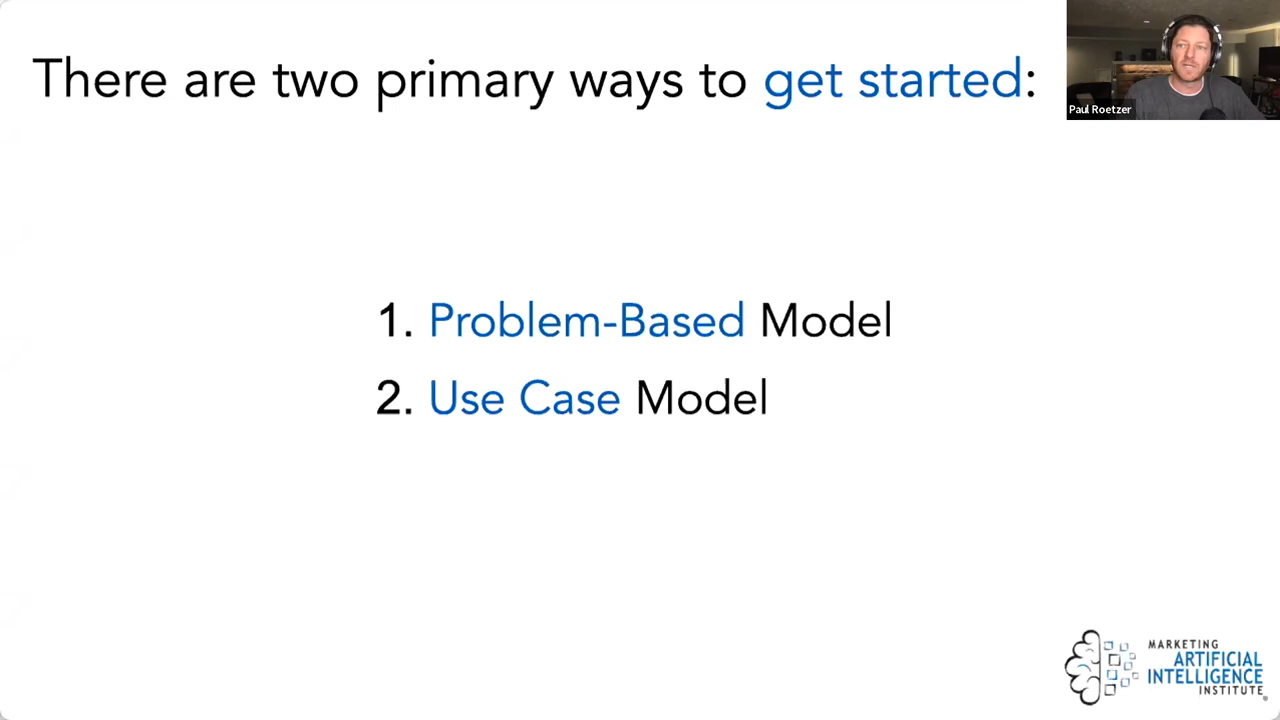 There are two primary ways to get started:
Paul Roetzer
1. Problem-Based Model
2. Use Case Model
MARKETING
ARTIFICIAL
INTELLIGENCE
INSTITUTE